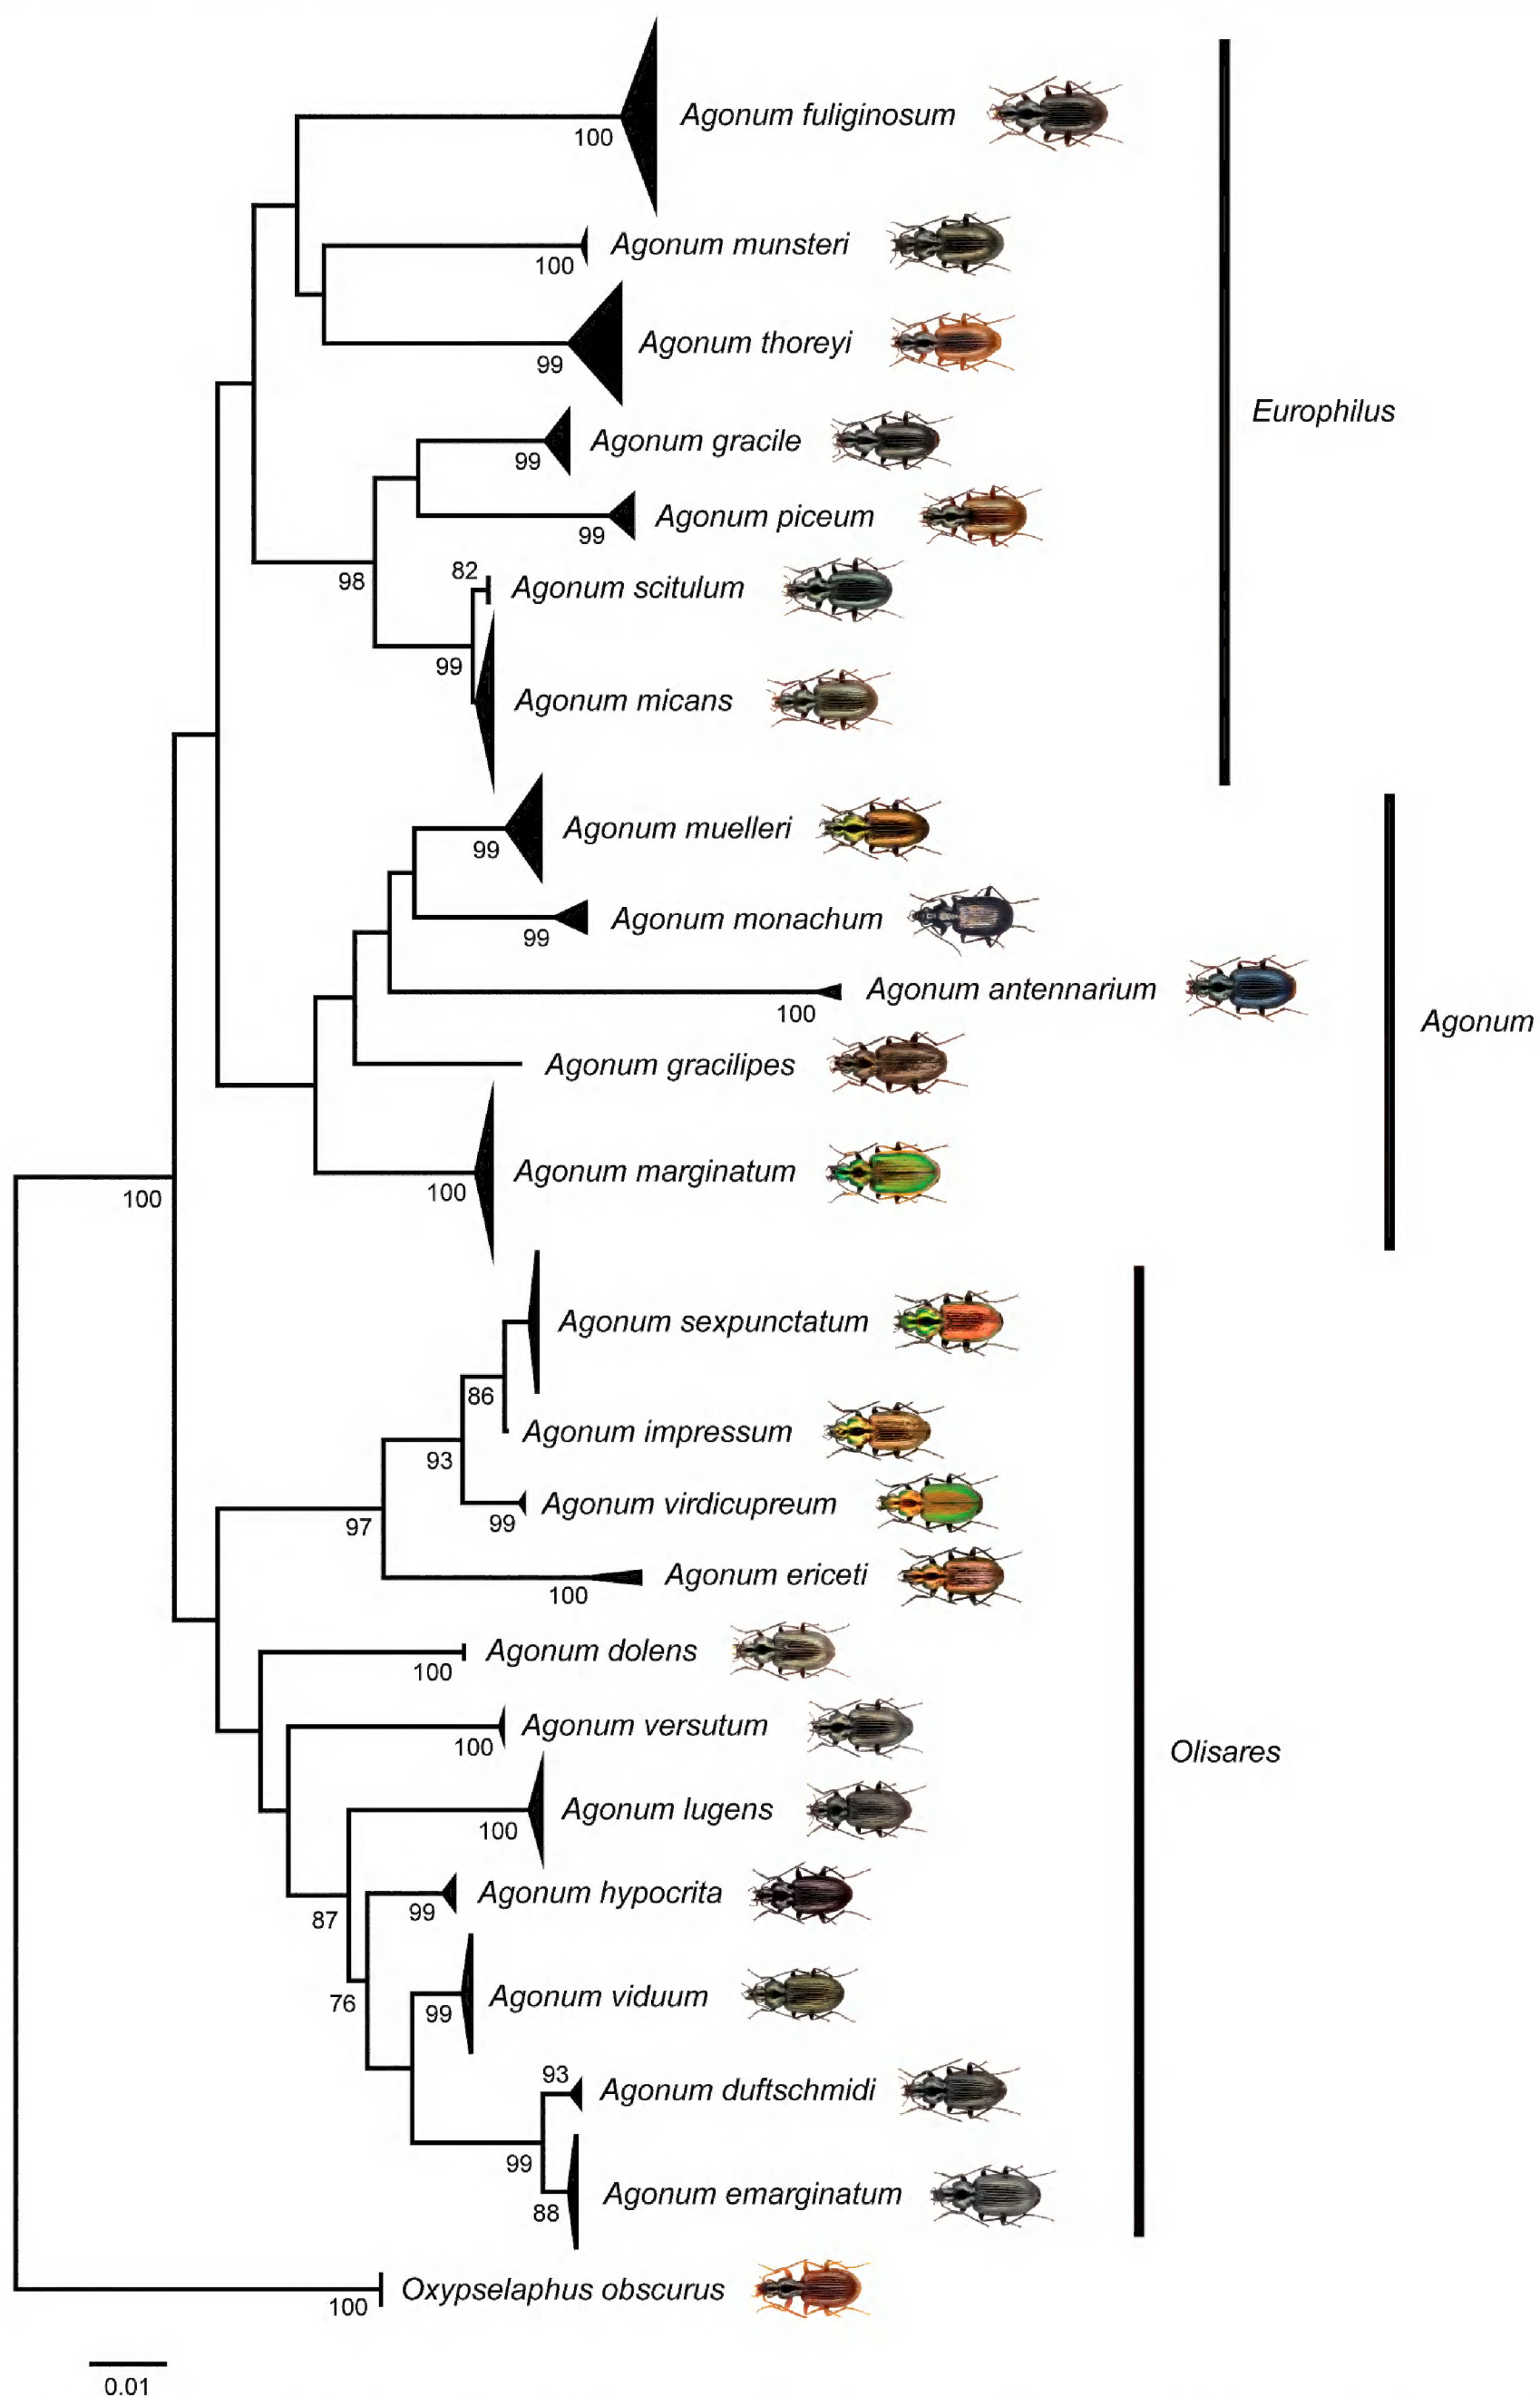 Agonum fuliginosum
100
Agonum munsteri
100
Agonum thoreyi
99
Europhilus
Agonum gracile
99
Agonum piceum
99
82
98
Agonum scitulum
99
Agonum micans
Agonum muelleri
99
Agonum monachum
99
Agonum antennarium
100
Agonum
Agonum gracilipes
Agonum marginatum
100
100
Agonum sexpunctatum
86
Agonum impressum
93
Agonum virdicupreum
99
97
Agonum ericeti
100
Agonum dolens
100
Agonum versutum
100
Olisares
Agonum lugens
100
Agonum hypocrita
99
87
Agonum viduum
76
99
93
Agonum duftschmidi
99
Agonum emarginatum
88
Oxypselaphus obscurus
100
0.01